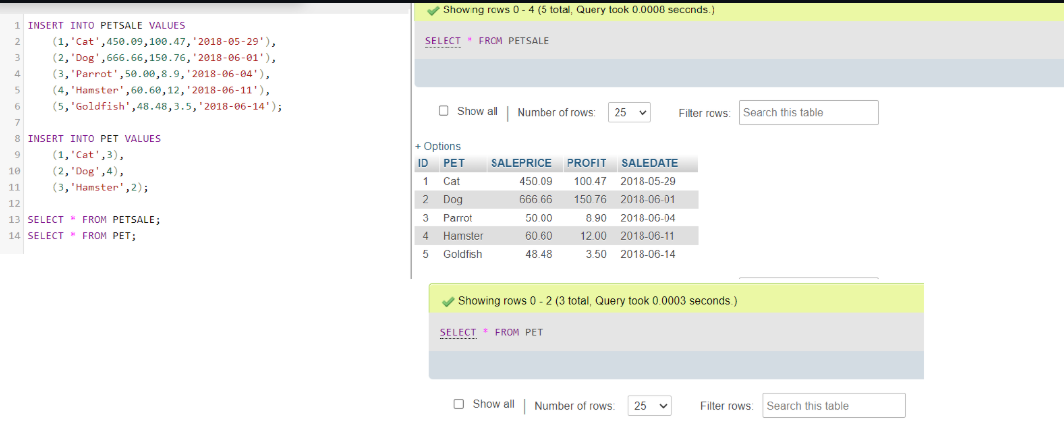 1 INSERT INTO PETSALE VALUES
2 (1,'Cat',450.09,100.47,'2018-05-29'),
3 (2,'Dog',666.66,150.76,'2018-06-01'),
4 (3,'Parrot',50.00,8.9,'2018-06-04'),
5 (4,'Hamster',60.60,12,'2018-06-11'),
6 (5,'Goldfish',48.48,3.5,'2018-06-14');
7
8 INSERT INTO PET VALUES
9 (1,'Cat',3),
10 (2,'Dog',4),
11 (3,'Hamster',2);
12
13 SELECT * FROM PETSALE;
14 SELECT * FROM PET;
Showing rows 0 - 4 (5 total, Query took 0.0008 seconds.)
SELECT * FROM PETSALE
Show all | Number of rows: 25 Filter rows: Search this table
+ Options
ID PET SALEPRICE PROFIT SALEDATE
1 Cat 450.09 100.47 2018-05-29
2 Dog 666.66 150.76 2018-06-01
3 Parrot 50.00 8.90 2018-06-04
4 Hamster 60.60 12.00 2018-06-11
5 Goldfish 48.48 3.50 2018-06-14
Showing rows 0 - 2 (3 total, Query took 0.0003 seconds.)
SELECT * FROM PET
Show all | Number of rows: 25 Filter rows: Search this table